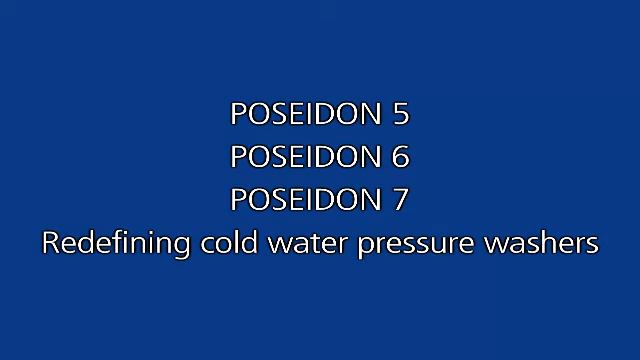 POSEIDON 5
POSEIDON 6
POSEIDON 7
Redefining cold water pressure washers